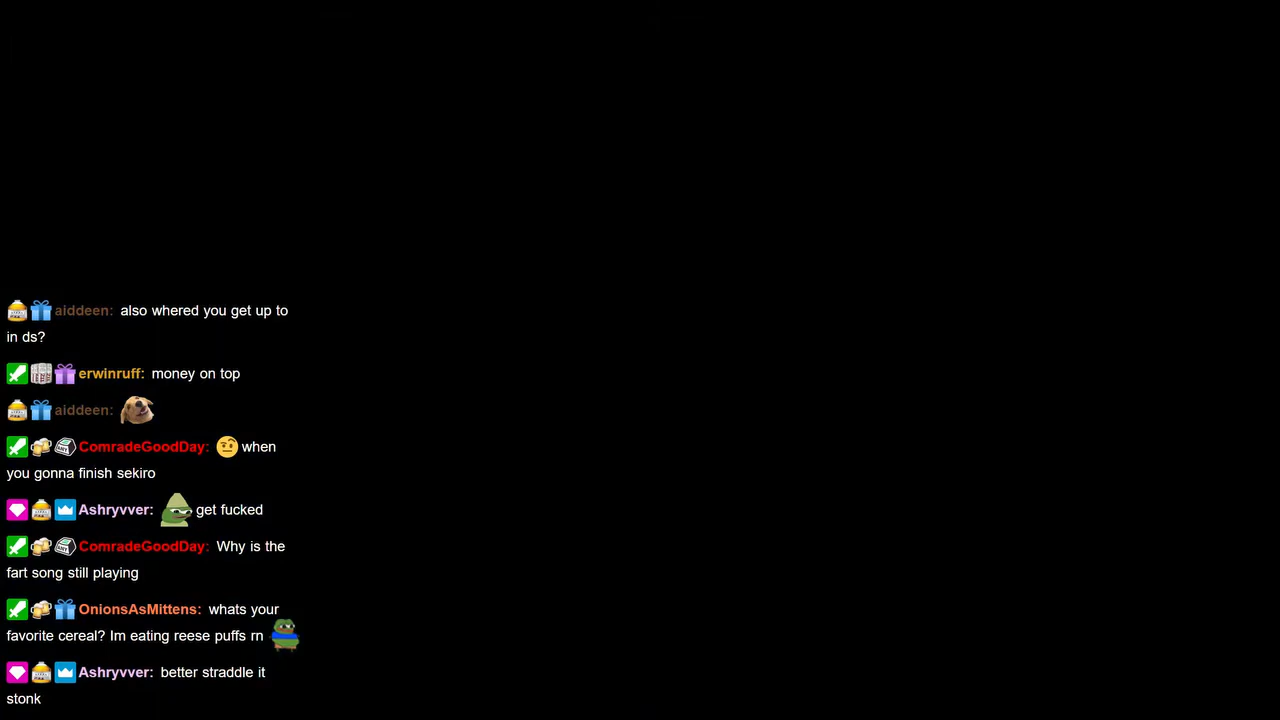 aiddeen: also whered you get up to
in ds?
erwinruff: money on top
aiddeen:
ComradeGoodDay: when
you gonna finish sekiro
Ashryvver: get fucked
ComradeGoodDay: Why is the
fart song still playing
OnionsAsMittens: whats your
favorite cereal? Im eating reese puffs rn
Ashryvver: better straddle it
stonk